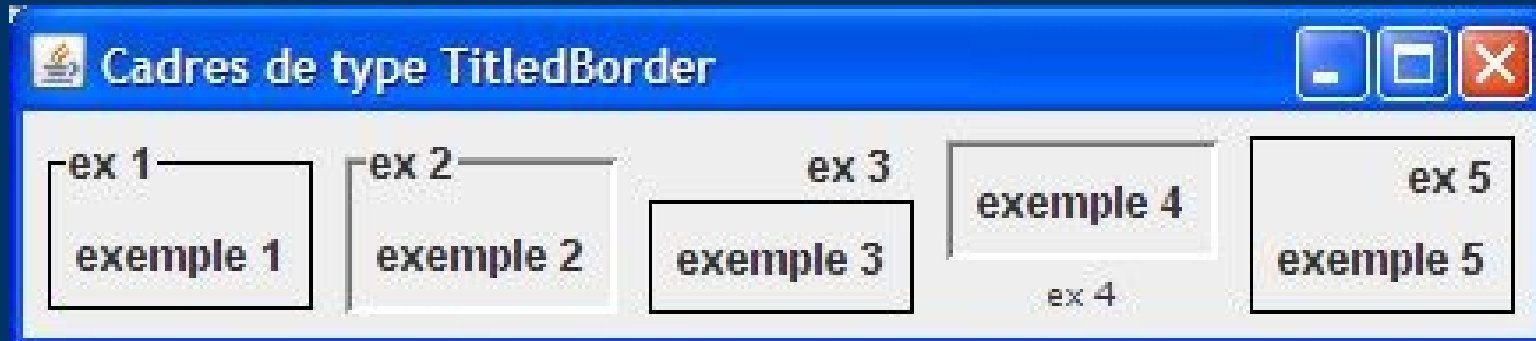 Cadres de type TitledBorder
ex 1
exemple 1
ex 2
exemple 2
ex 3
exemple 3
exemple 4
ex 4
ex 5
exemple 5